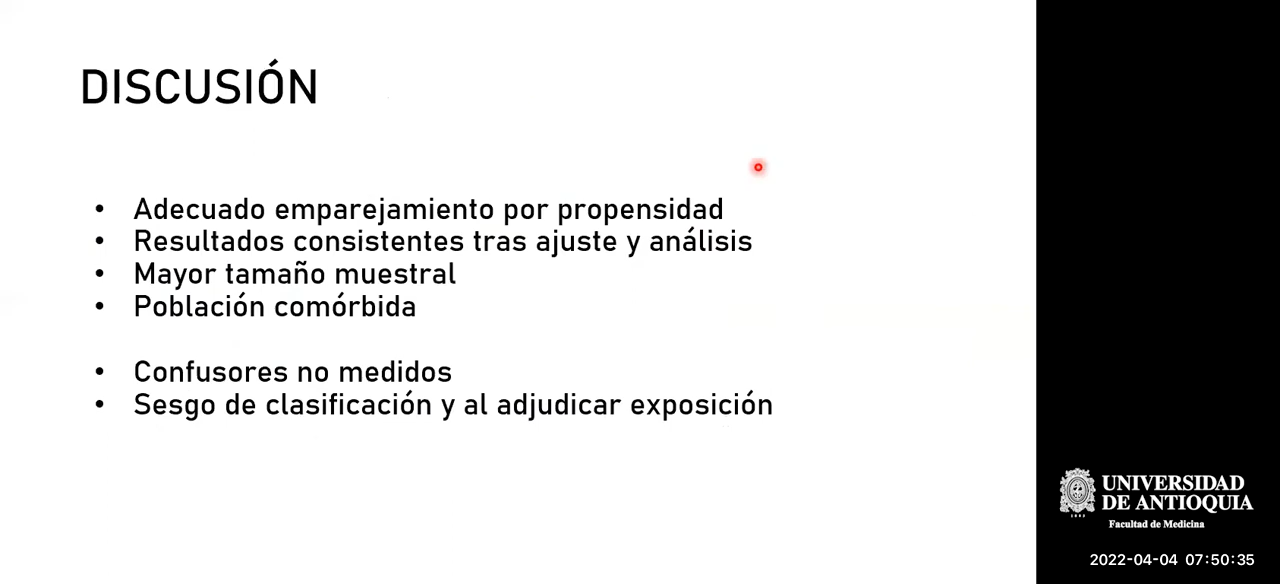 DISCUSIÓN
• Adecuado emparejamiento por propensidad
• Resultados consistentes tras ajuste y análisis
• Mayor tamaño muestral
• Población comórbida
• Confusores no medidos
• Sesgo de clasificación y al adjudicar exposición
UNIVERSIDAD
DE ANTIOQUIA
Facultad de Medicina
2022-04-04 07:50:35